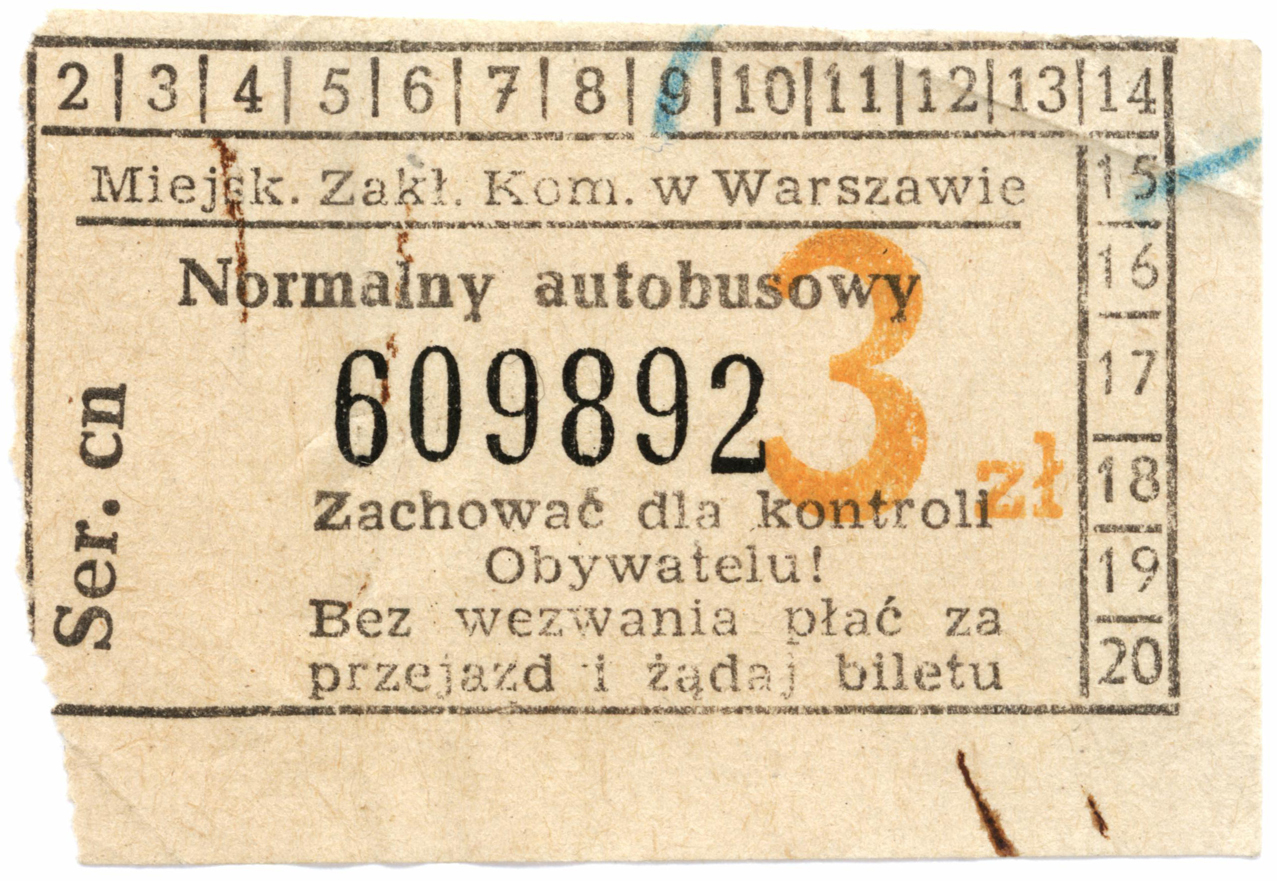 2 | 3 | 4 | 5 | 6 | 7 | 8 | 9 | 10 | 11 | 12 | 13 | 14
15
16
17
18
19
20
Miejsk. Zakł. Kom. w Warszawie
Normalny autobusowy
609892
3 zł
Ser. cn
Zachować dla kontroli
Obywatelu!
Bez wezwania płać za
przejazd i żądaj biletu